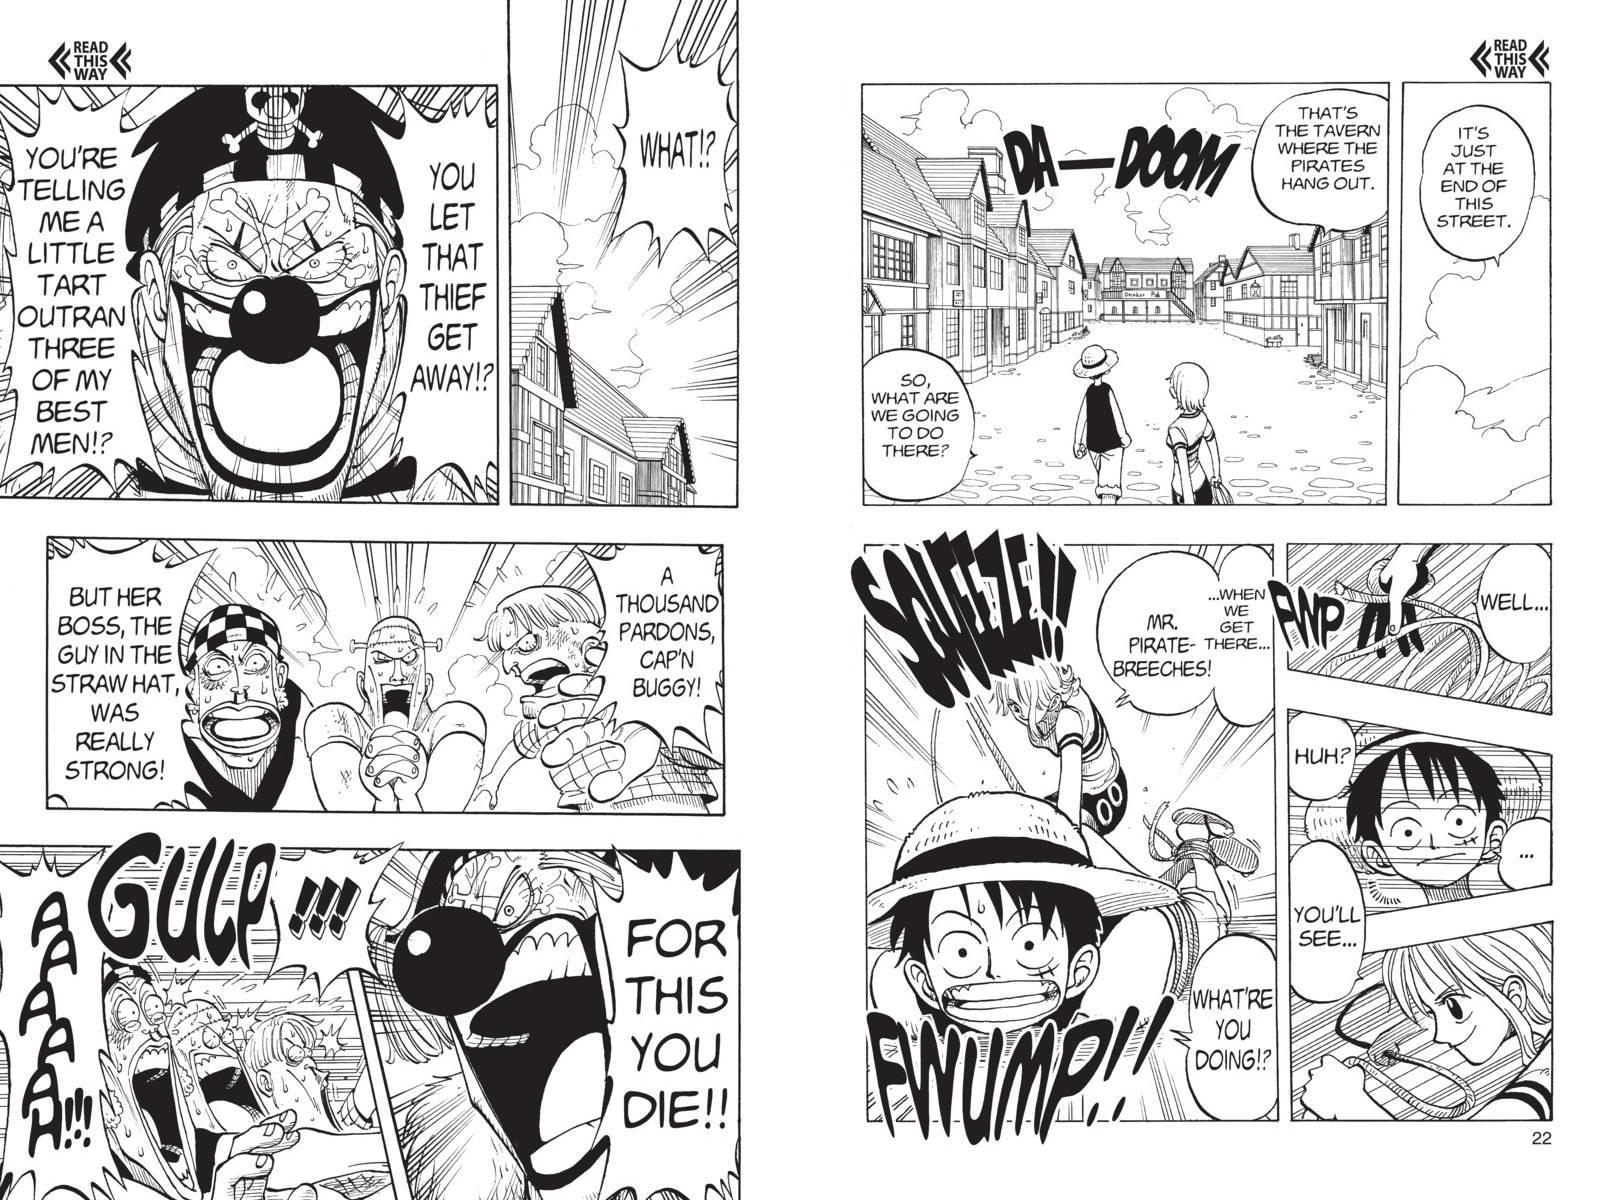 READ
THIS
WAY
IT'S
JUST
AT THE
END OF
THIS
STREET.
THAT'S
THE TAVERN
WHERE THE
PIRATES
HANG OUT.
DA—DOOM
Drinker Pub
SO,
WHAT ARE
WE GOING
TO DO
THERE?
WELL...
FWP
HUH?
...
YOU'LL
SEE...
...WHEN
WE
GET
THERE...
MR.
PIRATE-
BREECHES!
SQUEEZE!!
WHAT'RE
YOU
DOING!?
FWUMP!!
22
READ
THIS
WAY
WHAT!?
YOU
LET
THAT
THIEF
GET
AWAY!?
YOU'RE
TELLING
ME A
LITTLE
TART
OUTRAN
THREE
OF MY
BEST
MEN!?
A
THOUSAND
PARDONS,
CAP'N
BUGGY!
BUT HER
BOSS, THE
GUY IN THE
STRAW HAT,
WAS
REALLY
STRONG!
FOR
THIS
YOU
DIE!!
GULP!!!
AAAAH!!!